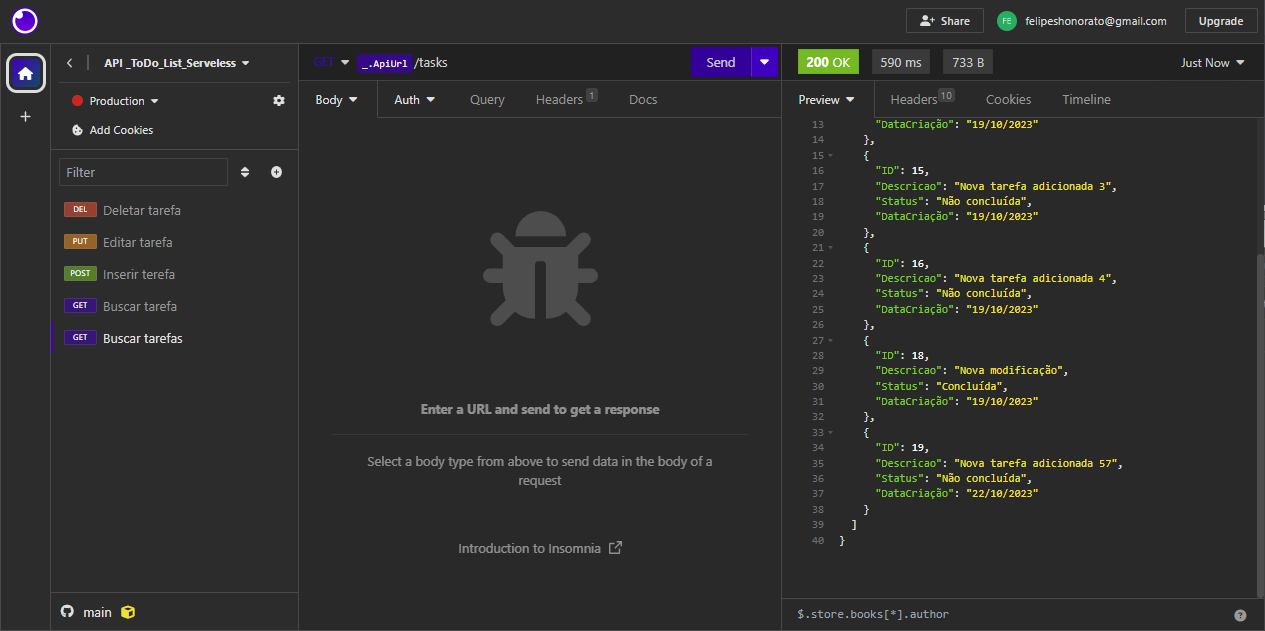 Share
FE
felipeshonorato@gmail.com
Upgrade
API _ToDo_List_Serveless
Production
Add Cookies
Filter
DEL Deletar tarefa
PUT Editar tarefa
POST Inserir terefa
GET Buscar tarefa
GET Buscar tarefas
main
GET _.ApiUrl /tasks
Send
Body
Auth
Query
Headers 1
Docs
Enter a URL and send to get a response
Select a body type from above to send data in the body of a
request
Introduction to Insomnia
200 OK
590 ms
733 B
Just Now
Preview
Headers 10
Cookies
Timeline
13 "DataCriação": "19/10/2023"
14 },
15 {
16 "ID": 15,
17 "Descricao": "Nova tarefa adicionada 3",
18 "Status": "Não concluída",
19 "DataCriação": "19/10/2023"
20 },
21 {
22 "ID": 16,
23 "Descricao": "Nova tarefa adicionada 4",
24 "Status": "Não concluída",
25 "DataCriação": "19/10/2023"
26 },
27 {
28 "ID": 18,
29 "Descricao": "Nova modificação",
30 "Status": "Concluída",
31 "DataCriação": "19/10/2023"
32 },
33 {
34 "ID": 19,
35 "Descricao": "Nova tarefa adicionada 57",
36 "Status": "Não concluída",
37 "DataCriação": "22/10/2023"
38 }
39 ]
40 }
$.store.books[*].author
?